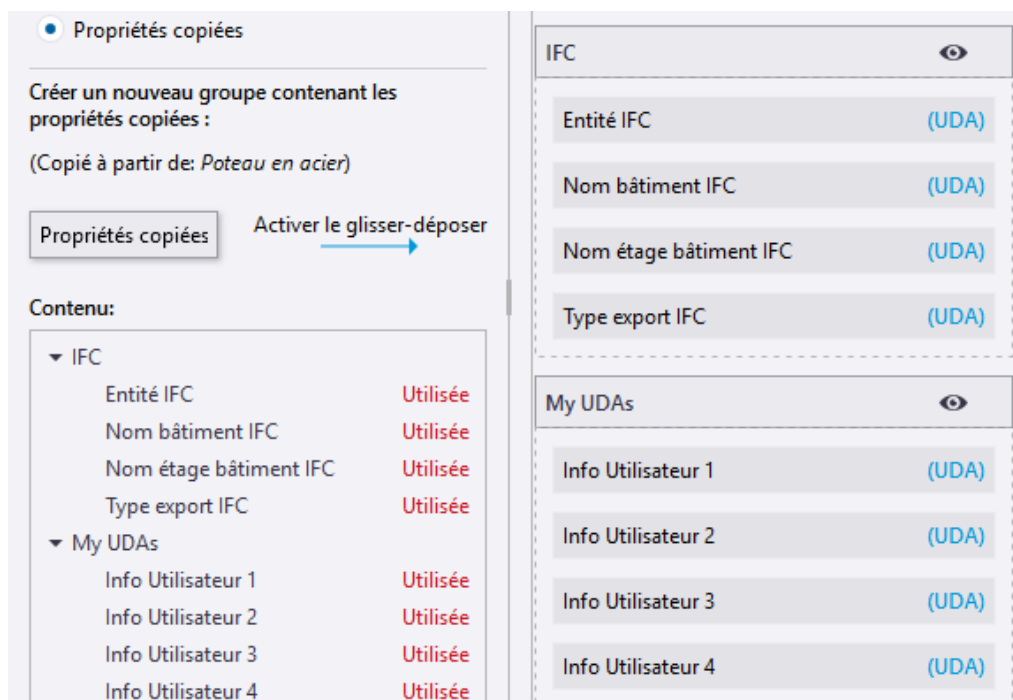 Propriétés copiées
Créer un nouveau groupe contenant les
propriétés copiées :
(Copié à partir de: Poteau en acier)
Propriétés copiées
Activer le glisser-déposer
Contenu:
IFC
Entité IFC Utilisée
Nom bâtiment IFC Utilisée
Nom étage bâtiment IFC Utilisée
Type export IFC Utilisée
My UDAs
Info Utilisateur 1 Utilisée
Info Utilisateur 2 Utilisée
Info Utilisateur 3 Utilisée
Info Utilisateur 4 Utilisée
IFC
Entité IFC (UDA)
Nom bâtiment IFC (UDA)
Nom étage bâtiment IFC (UDA)
Type export IFC (UDA)
My UDAs
Info Utilisateur 1 (UDA)
Info Utilisateur 2 (UDA)
Info Utilisateur 3 (UDA)
Info Utilisateur 4 (UDA)